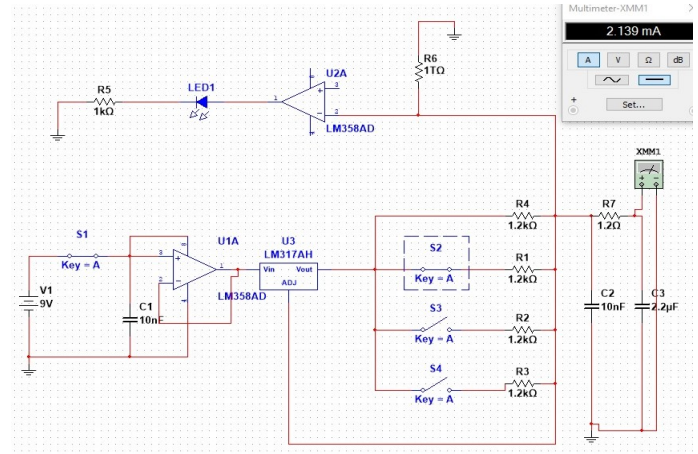 Multimeter-XMM1
2.139 mA
A V Ω dB
Set...
+
XMM1
R6
1TΩ
U2A
3
1
2
LM358AD
LED1
R5
1kΩ
S1
Key = A
V1
9V
C1
10nF
U1A
3
1
2
LM358AD
U3
LM317AH
Vin Vout
ADJ
R4
1.2kΩ
S2
Key = A
R1
1.2kΩ
S3
Key = A
R2
1.2kΩ
S4
Key = A
R3
1.2kΩ
R7
1.2Ω
C2
10nF
C3
2.2µF